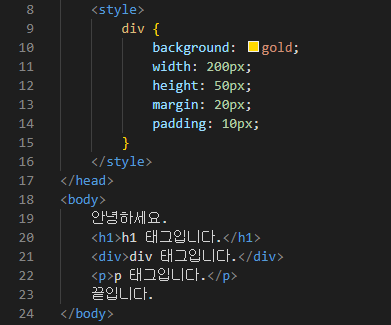 8 <style>
9 div {
10 background: gold;
11 width: 200px;
12 height: 50px;
13 margin: 20px;
14 padding: 10px;
15 }
16 </style>
17 </head>
18 <body>
19 안녕하세요.
20 <h1>h1 태그입니다.</h1>
21 <div>div 태그입니다.</div>
22 <p>p 태그입니다.</p>
23 끝입니다.
24 </body>